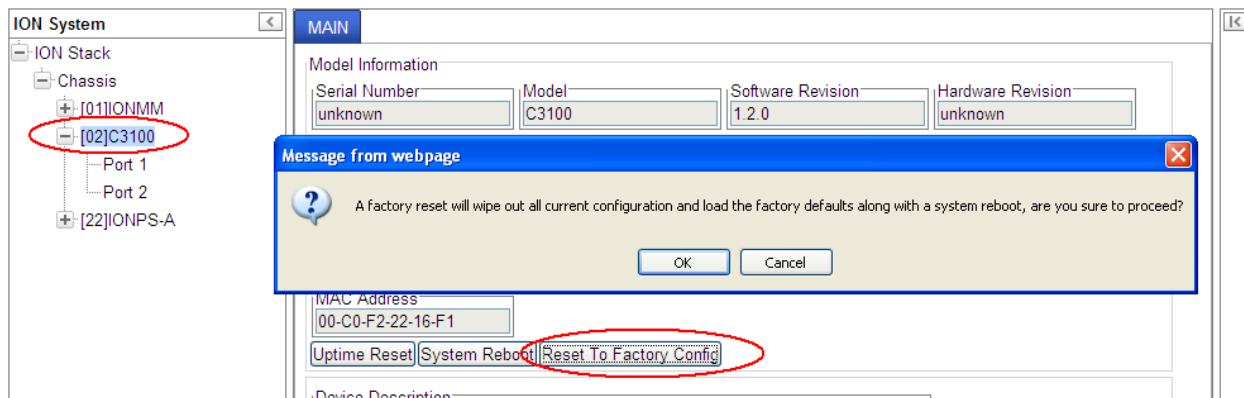 ION System
ION Stack
Chassis
[01]IONMM
[02]C3100
Port 1
Port 2
[22]IONPS-A
MAIN
Model Information
Serial Number Model Software Revision Hardware Revision
unknown C3100 1.2.0 unknown
Message from webpage
A factory reset will wipe out all current configuration and load the factory defaults along with a system reboot, are you sure to proceed?
OK Cancel
MAC Address
00-C0-F2-22-16-F1
Uptime Reset System Reboot Reset To Factory Config
Device Description